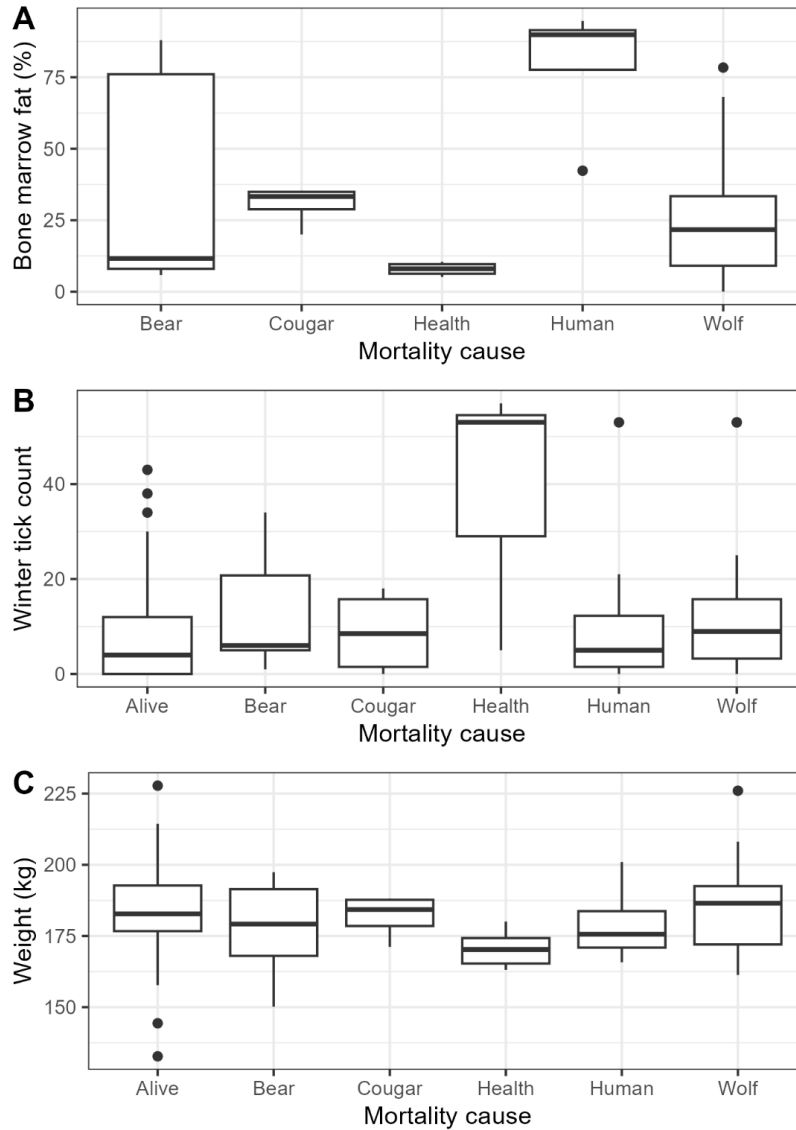 A
Bone marrow fat (%)
75
50
25
0
Bear Cougar Health Human Wolf
Mortality cause
B
Winter tick count
40
20
0
Alive Bear Cougar Health Human Wolf
Mortality cause
C
Weight (kg)
225
200
175
150
Alive Bear Cougar Health Human Wolf
Mortality cause